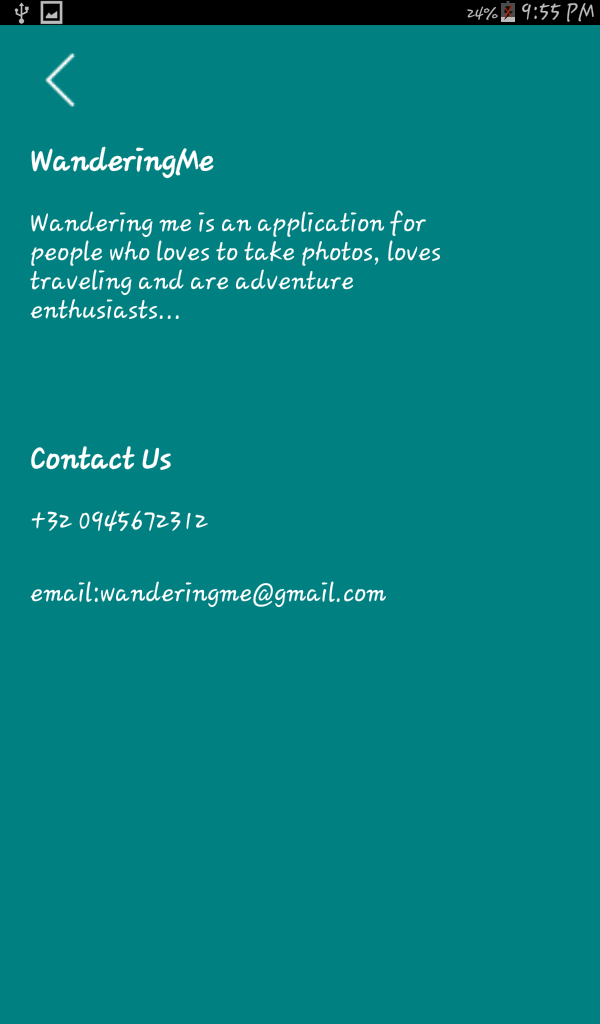 24% 9:55 PM
WanderingMe
Wandering me is an application for
people who loves to take photos, loves
traveling and are adventure
enthusiasts...
Contact Us
+32 0945672312
email:wanderingme@gmail.com